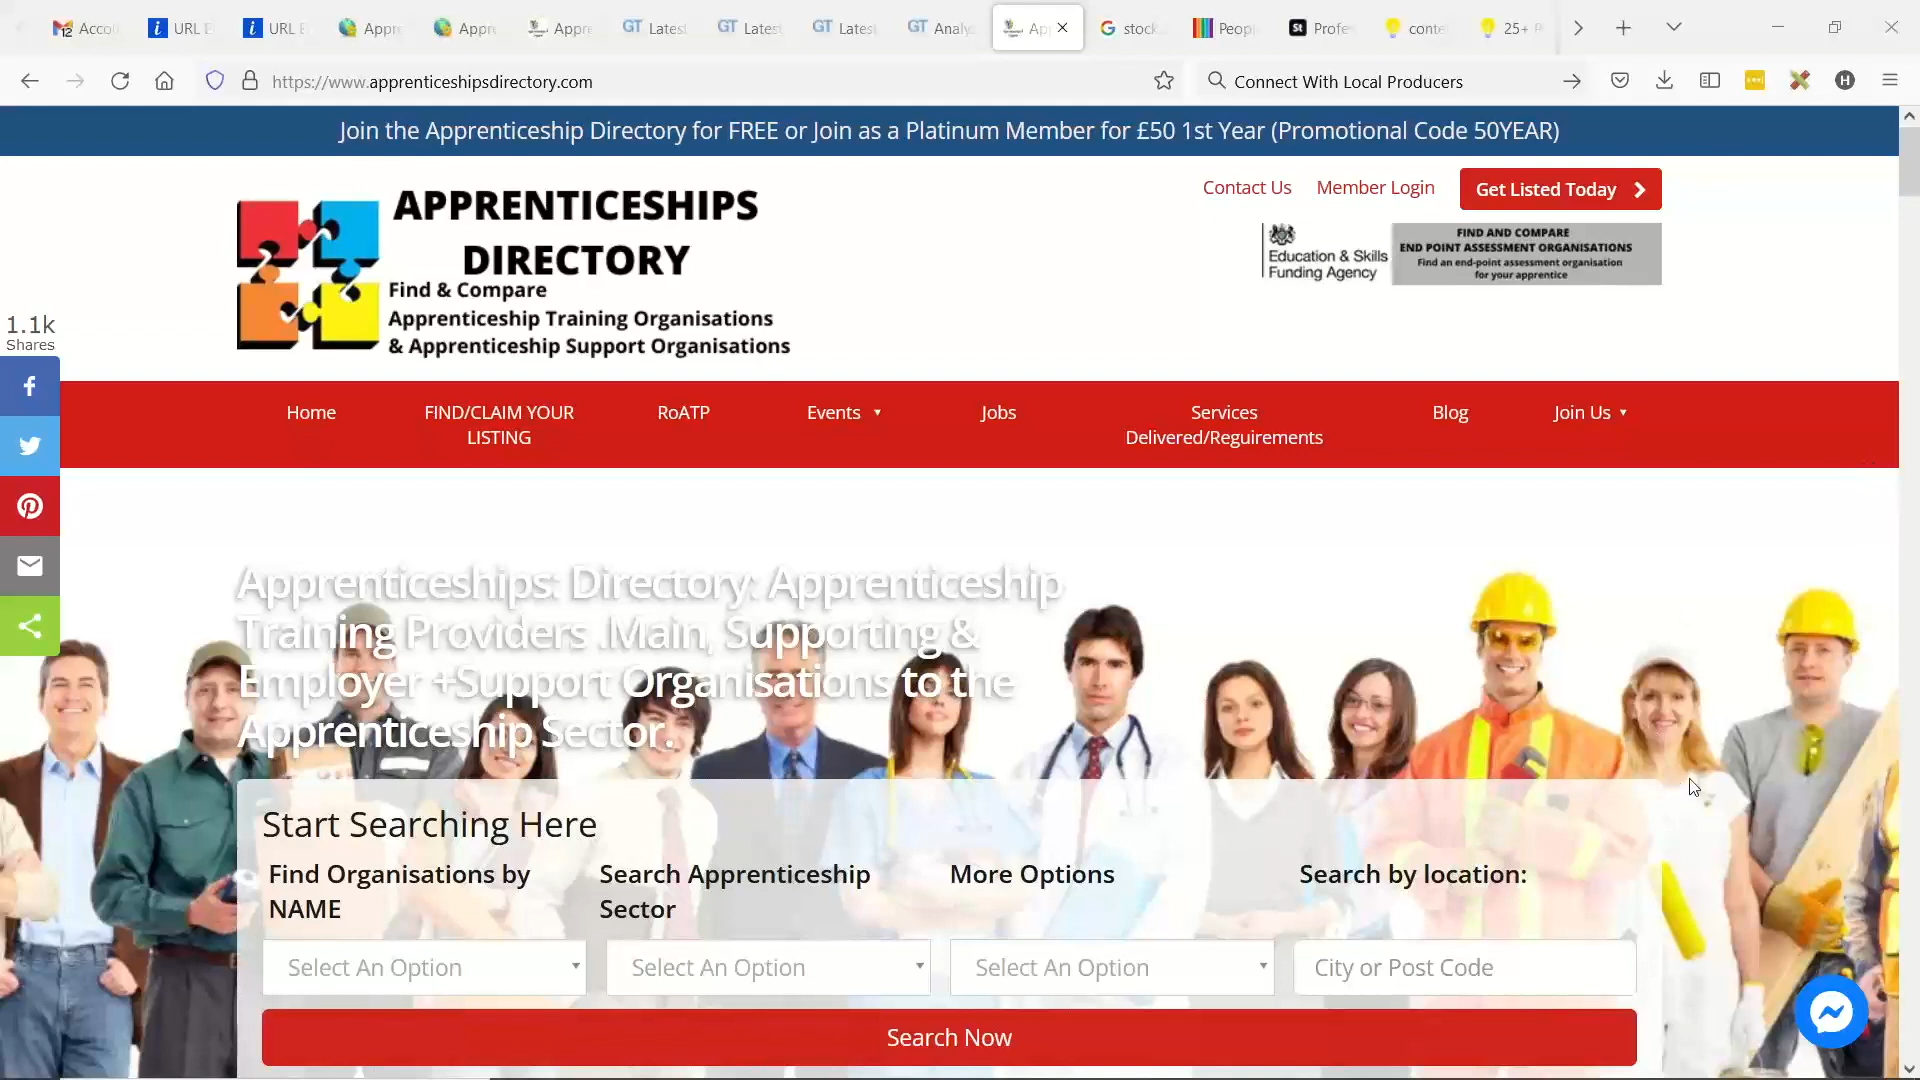 12 Accou
URL
URL E
Appre
Appre
Appre
GT Latest
GT Latest
GT Latest
GT Analy
Ap
G stock
Peop
St Profe
conte
25+
https://www.apprenticeshipsdirectory.com
Connect With Local Producers
H
Join the Apprenticeship Directory for FREE or Join as a Platinum Member for £50 1st Year (Promotional Code 50YEAR)
Contact Us
Member Login
Get Listed Today
APPRENTICESHIPS
DIRECTORY
Find & Compare
Apprenticeship Training Organisations
& Apprenticeship Support Organisations
Education & Skills
Funding Agency
FIND AND COMPARE
END POINT ASSESSMENT ORGANISATIONS
Find an end-point assessment organisation
for your apprentice
1.1k
Shares
Home
FIND/CLAIM YOUR
LISTING
RoATP
Events
Jobs
Services
Delivered/Reguirements
Blog
Join Us
Apprenticeships: Directory: Apprenticeship
Training Providers .Main, Supporting &
Employer +Support Organisations to the
Apprenticeship Sector.
Start Searching Here
Find Organisations by
NAME
Search Apprenticeship
Sector
More Options
Search by location:
Select An Option
Select An Option
Select An Option
City or Post Code
Search Now